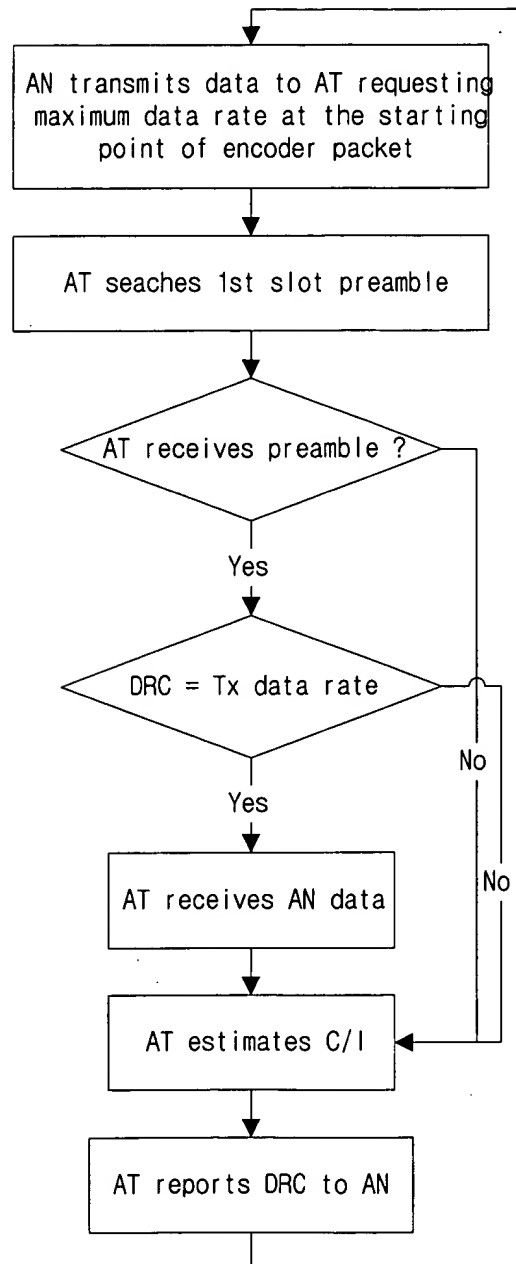 AN transmits data to AT requesting
maximum data rate at the starting
point of encoder packet
AT seaches 1st slot preamble
AT receives preamble ?
Yes
DRC = Tx data rate
No
Yes
No
AT receives AN data
AT estimates C/I
AT reports DRC to AN